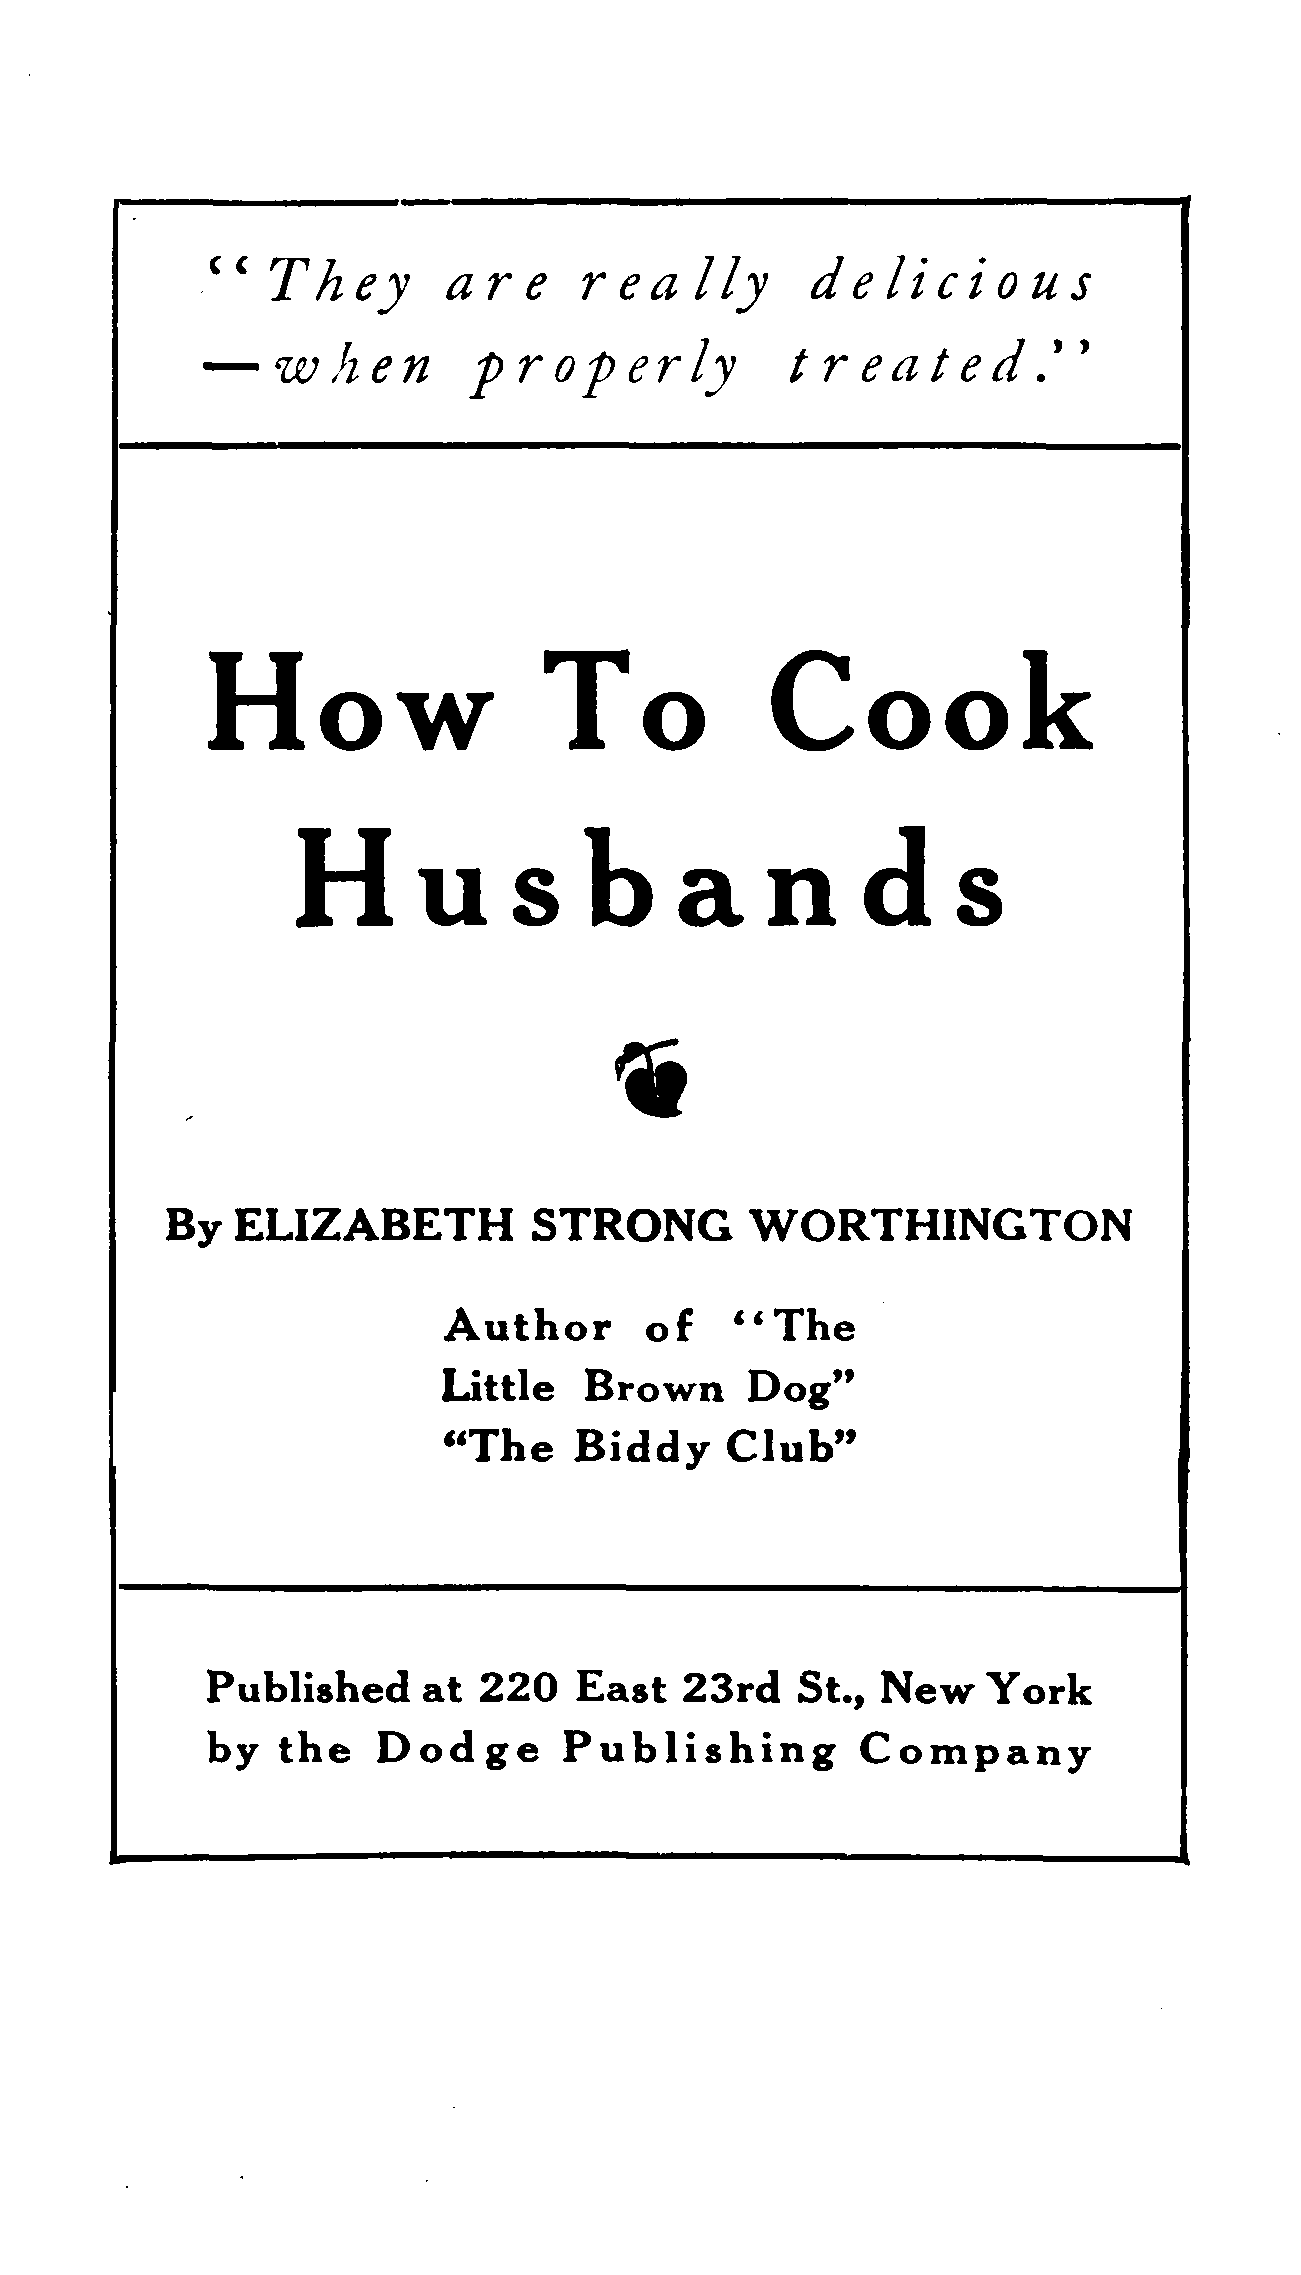 “They are really delicious
—when properly treated.”
How To Cook
Husbands
By ELIZABETH STRONG WORTHINGTON
Author of “The
Little Brown Dog”
“The Biddy Club”
Published at 220 East 23rd St., New York
by the Dodge Publishing Company